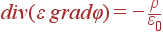 div(ε gradφ) = − ρ/ε₀